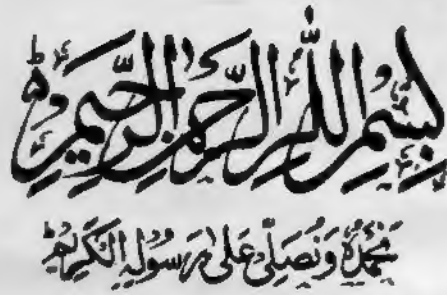 بِسْمِ اللّٰهِ الرَّحْمٰنِ الرَّحِيْمِ
نَحْمَدُهٗ وَنُصَلِّیْ عَلٰی رَسُوْلِهِ الْكَرِیْمِ